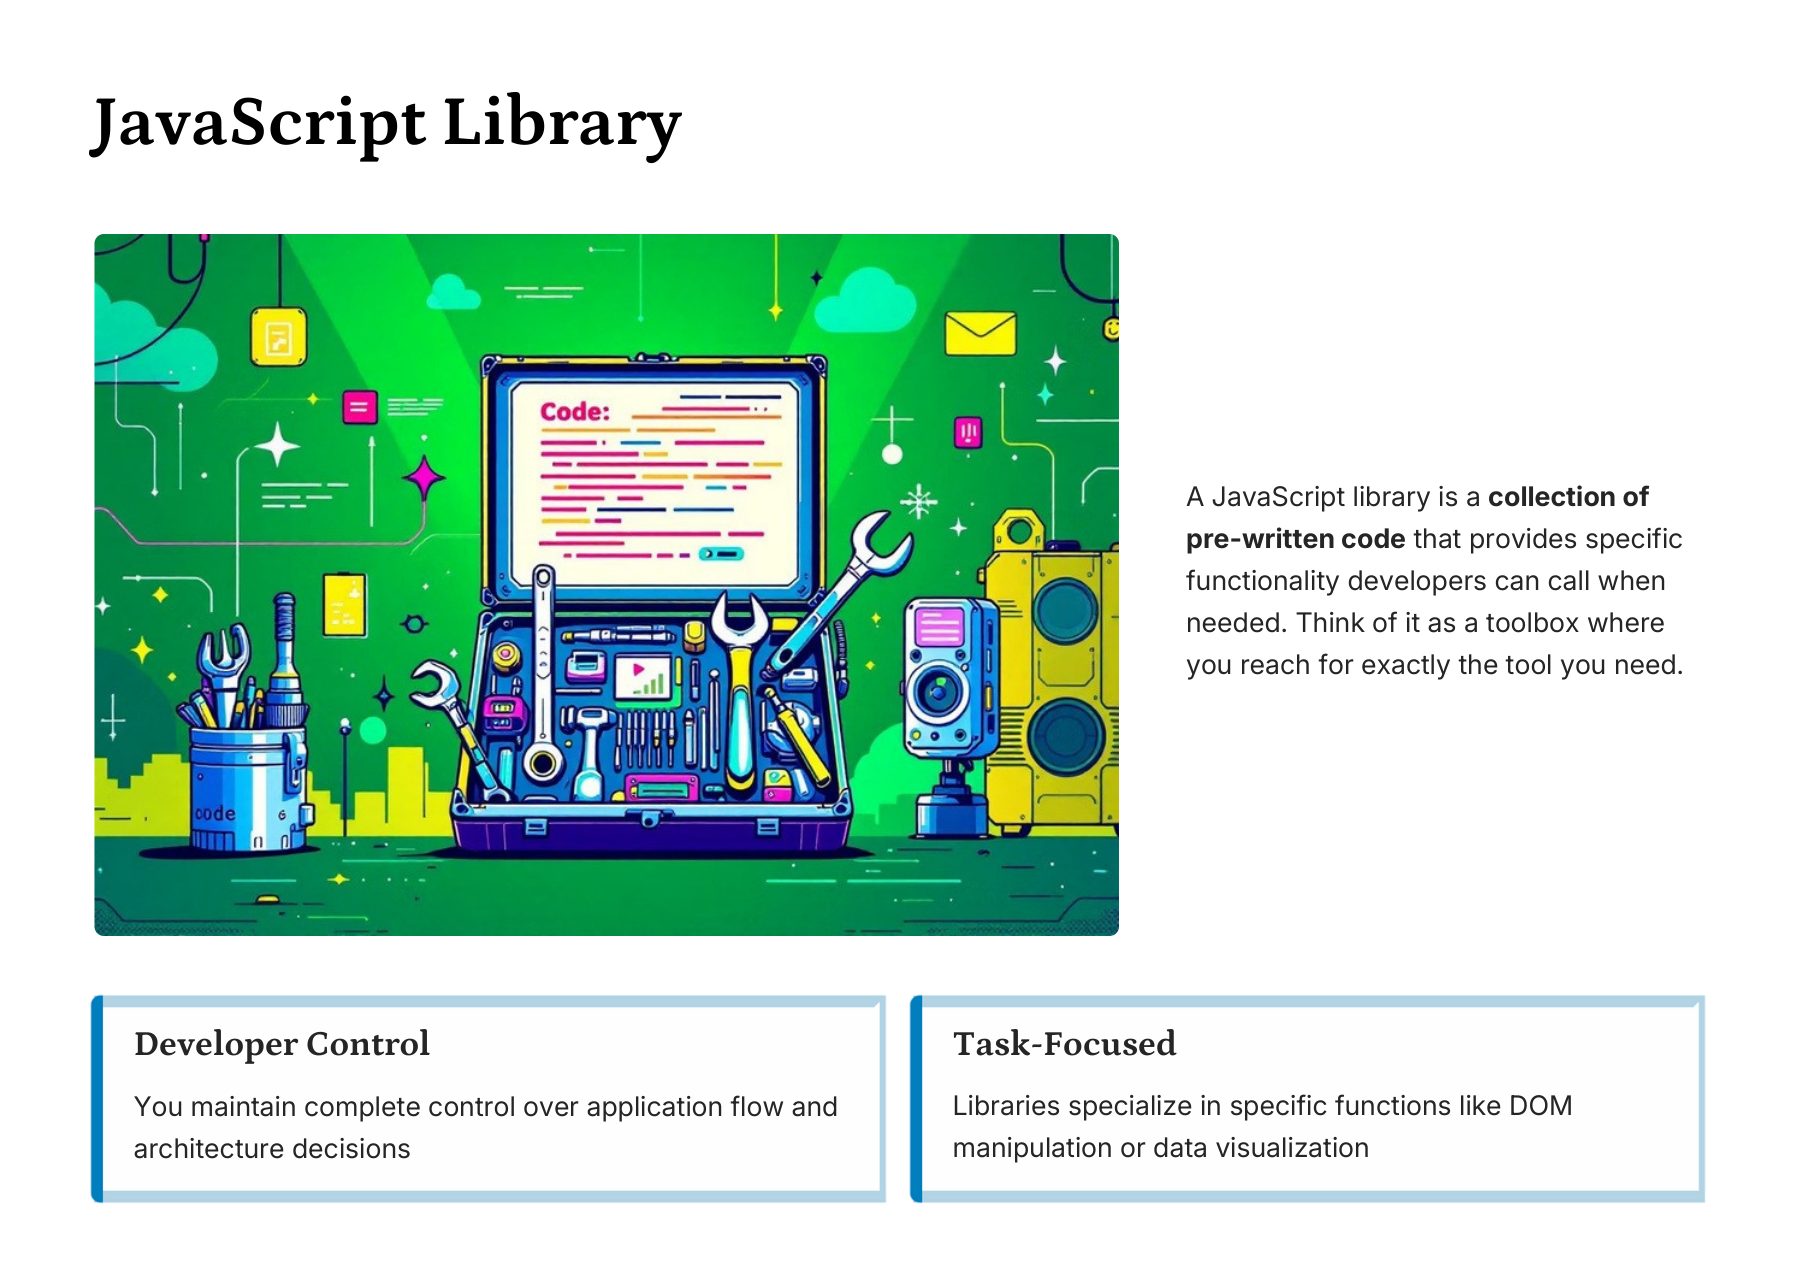 JavaScript Library
Code:
code
A JavaScript library is a collection of
pre-written code that provides specific
functionality developers can call when
needed. Think of it as a toolbox where
you reach for exactly the tool you need.
Developer Control
You maintain complete control over application flow and
architecture decisions
Task-Focused
Libraries specialize in specific functions like DOM
manipulation or data visualization